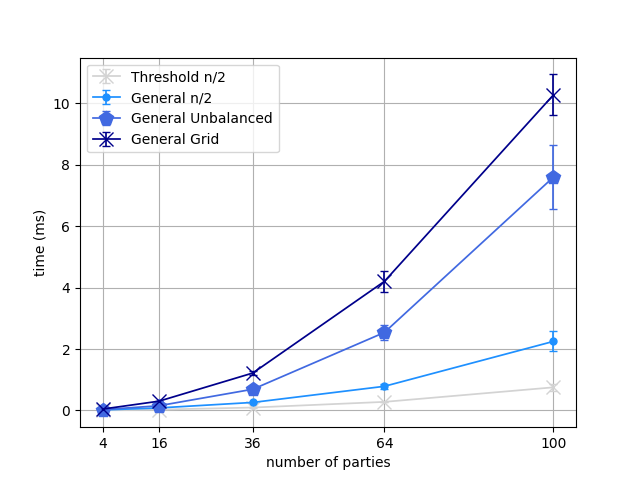 Threshold n/2
General n/2
General Unbalanced
General Grid
10
8
6
4
2
0
time (ms)
4 16 36 64 100
number of parties